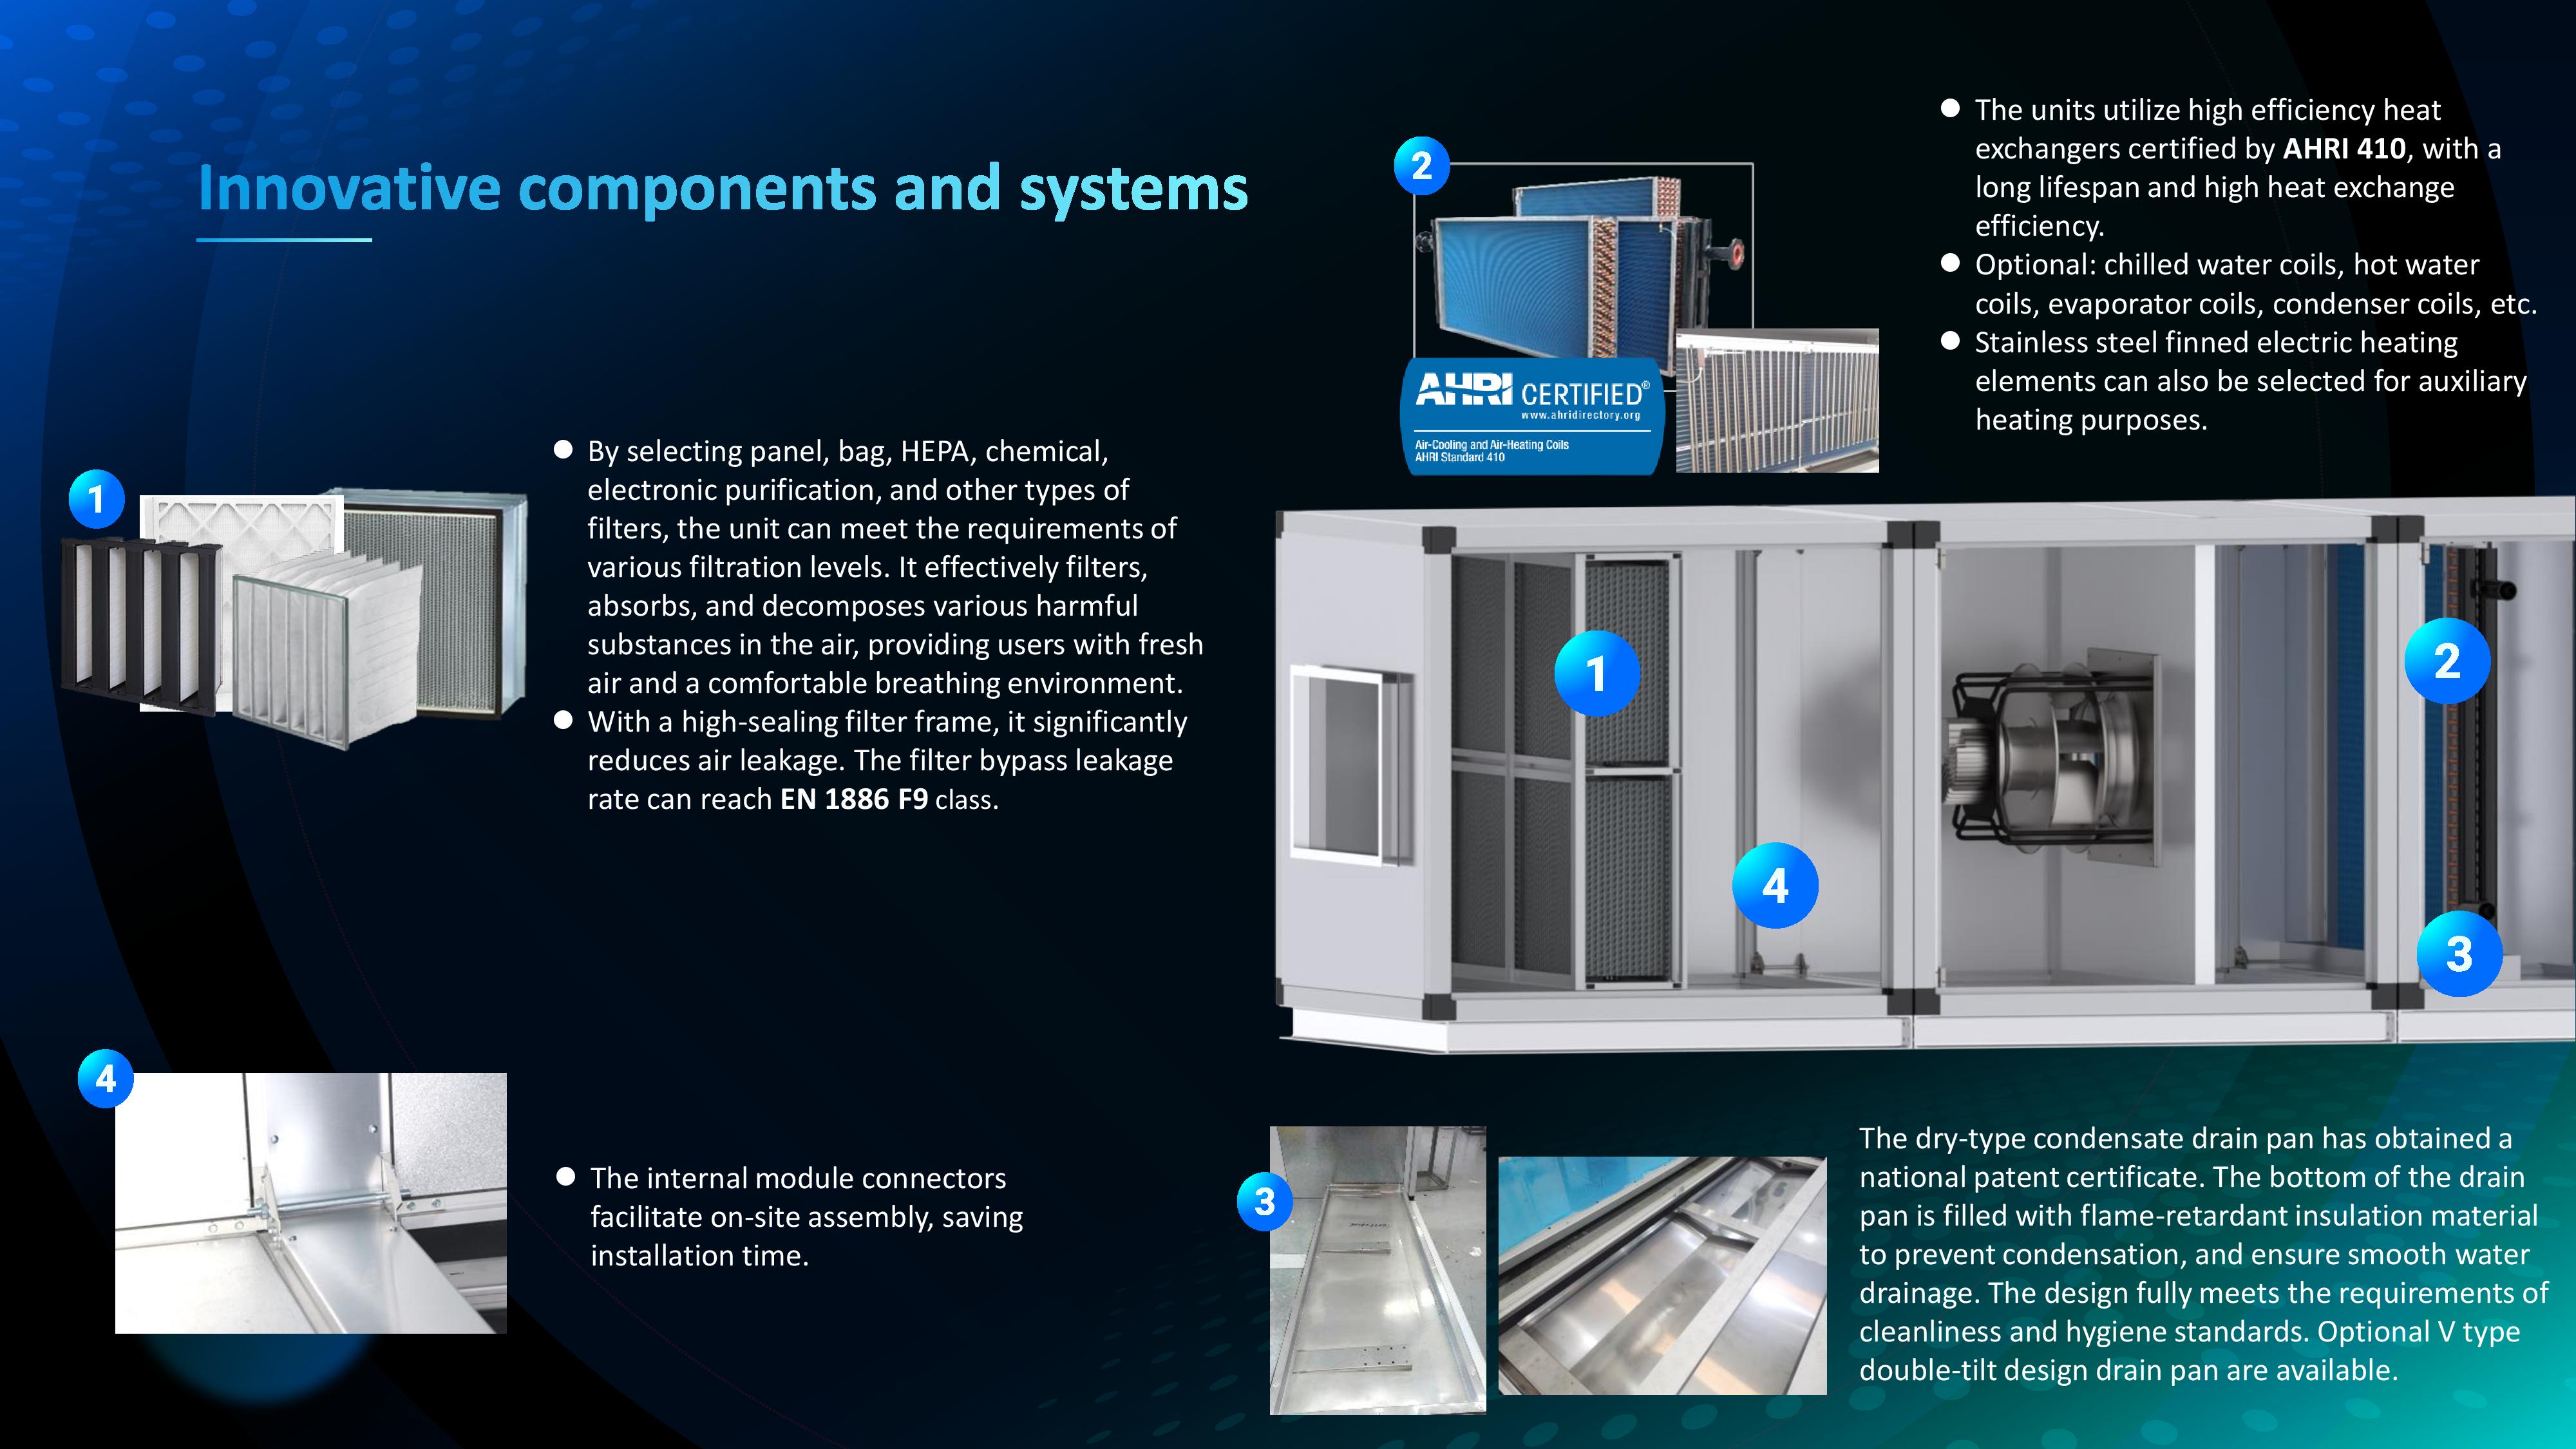 Innovative components and systems
1
● By selecting panel, bag, HEPA, chemical,
electronic purification, and other types of
filters, the unit can meet the requirements of
various filtration levels. It effectively filters,
absorbs, and decomposes various harmful
substances in the air, providing users with fresh
air and a comfortable breathing environment.
● With a high-sealing filter frame, it significantly
reduces air leakage. The filter bypass leakage
rate can reach EN 1886 F9 class.
2
AHRI CERTIFIED®
www.ahridirectory.org
Air-Cooling and Air-Heating Coils
AHRI Standard 410
● The units utilize high efficiency heat
exchangers certified by AHRI 410, with a
long lifespan and high heat exchange
efficiency.
● Optional: chilled water coils, hot water
coils, evaporator coils, condenser coils, etc.
● Stainless steel finned electric heating
elements can also be selected for auxiliary
heating purposes.
1
2
4
3
4
● The internal module connectors
facilitate on-site assembly, saving
installation time.
3
The dry-type condensate drain pan has obtained a
national patent certificate. The bottom of the drain
pan is filled with flame-retardant insulation material
to prevent condensation, and ensure smooth water
drainage. The design fully meets the requirements of
cleanliness and hygiene standards. Optional V type
double-tilt design drain pan are available.